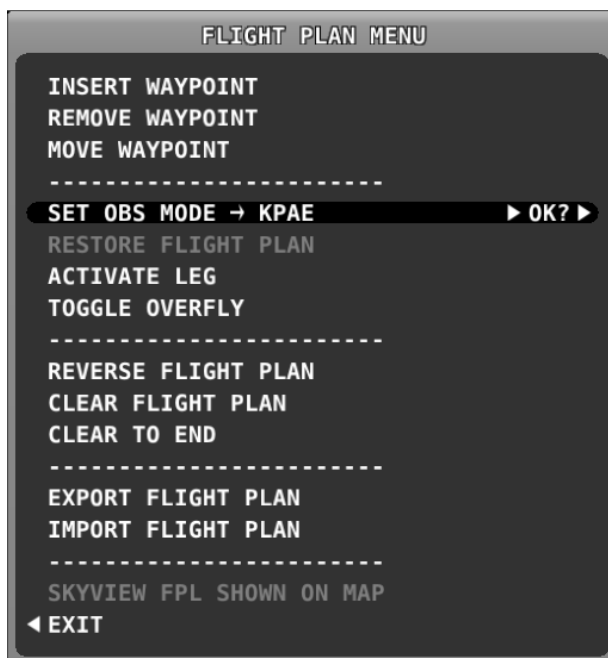 FLIGHT PLAN MENU
INSERT WAYPOINT
REMOVE WAYPOINT
MOVE WAYPOINT
-------------------------
SET OBS MODE → KPAE ▶ OK? ▶
RESTORE FLIGHT PLAN
ACTIVATE LEG
TOGGLE OVERFLY
-------------------------
REVERSE FLIGHT PLAN
CLEAR FLIGHT PLAN
CLEAR TO END
-------------------------
EXPORT FLIGHT PLAN
IMPORT FLIGHT PLAN
-------------------------
SKYVIEW FPL SHOWN ON MAP
◀ EXIT